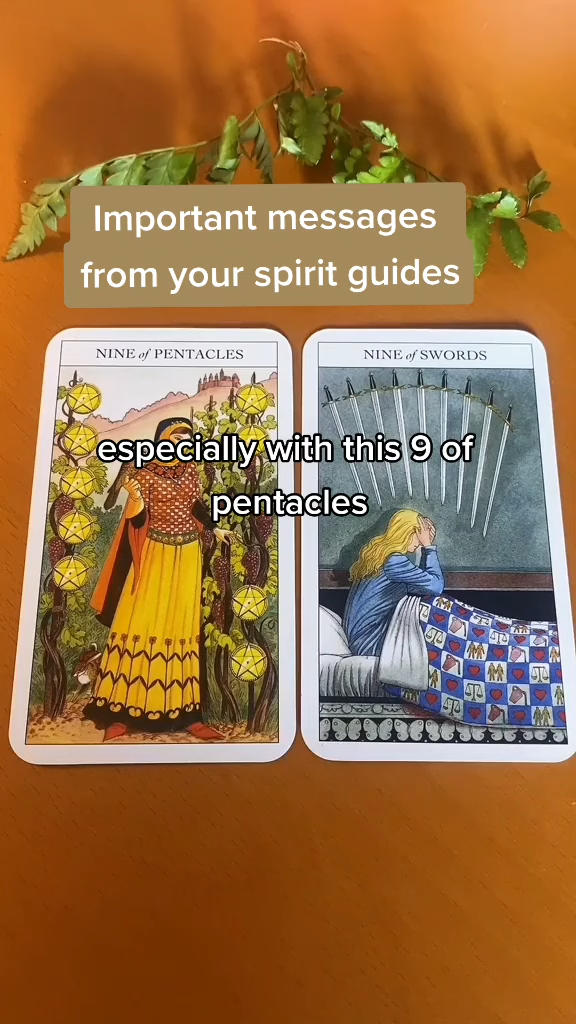 Important messages
from your spirit guides
NINE of PENTACLES
NINE of SWORDS
especially with this 9 of
pentacles